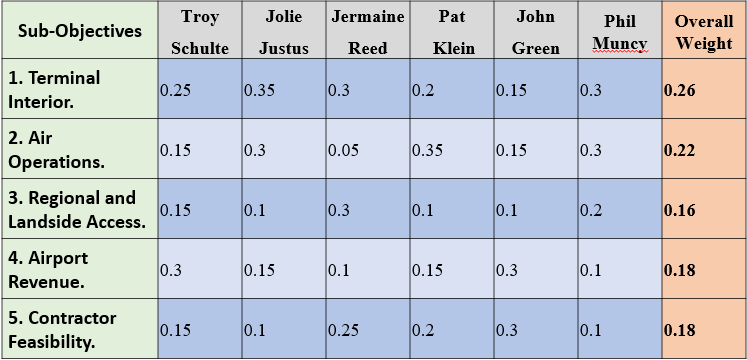 Sub-Objectives Troy Schulte Jolie Justus Jermaine Reed Pat Klein John Green Phil Muncy Overall Weight
1. Terminal Interior. 0.25 0.35 0.3 0.2 0.15 0.3 0.26
2. Air Operations. 0.15 0.3 0.05 0.35 0.15 0.3 0.22
3. Regional and Landside Access. 0.15 0.1 0.3 0.1 0.1 0.2 0.16
4. Airport Revenue. 0.3 0.15 0.1 0.15 0.3 0.1 0.18
5. Contractor Feasibility. 0.15 0.1 0.25 0.2 0.3 0.1 0.18